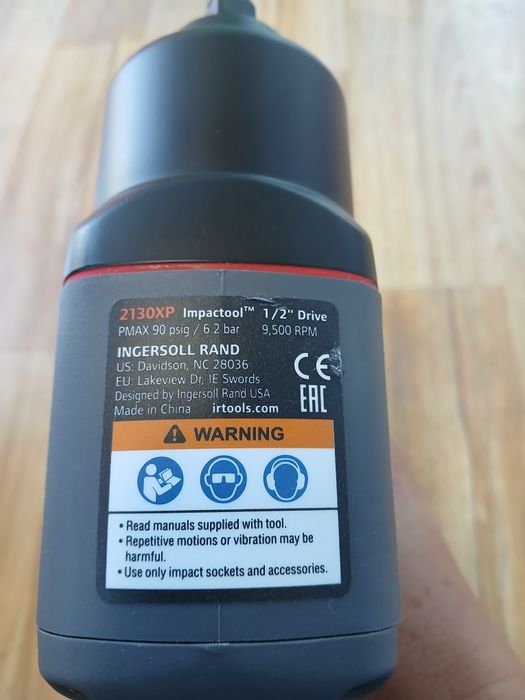 2130XP Impactool™ 1/2" Drive
PMAX 90 psig / 6.2 bar 9,500 RPM
INGERSOLL RAND
US: Davidson, NC 28036
EU: Lakeview Dr, IE Swords
Designed by Ingersoll Rand USA
Made in China irtools.com
CE
EAC
WARNING
• Read manuals supplied with tool.
• Repetitive motions or vibration may be
harmful.
• Use only impact sockets and accessories.